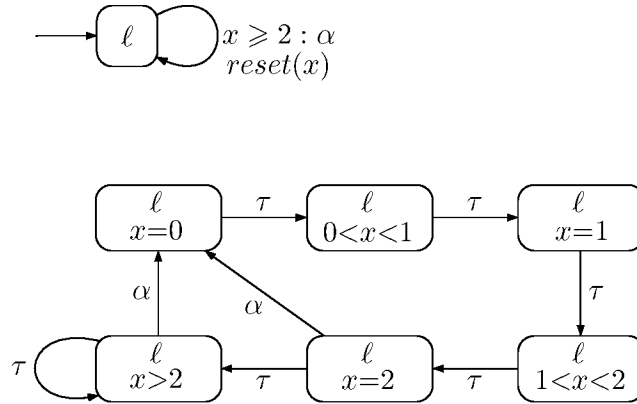 ℓ
x ⩾ 2 : α
reset(x)
ℓ
x=0
τ
ℓ
0<x<1
τ
ℓ
x=1
α
α
τ
τ
ℓ
x>2
τ
ℓ
x=2
τ
ℓ
1<x<2